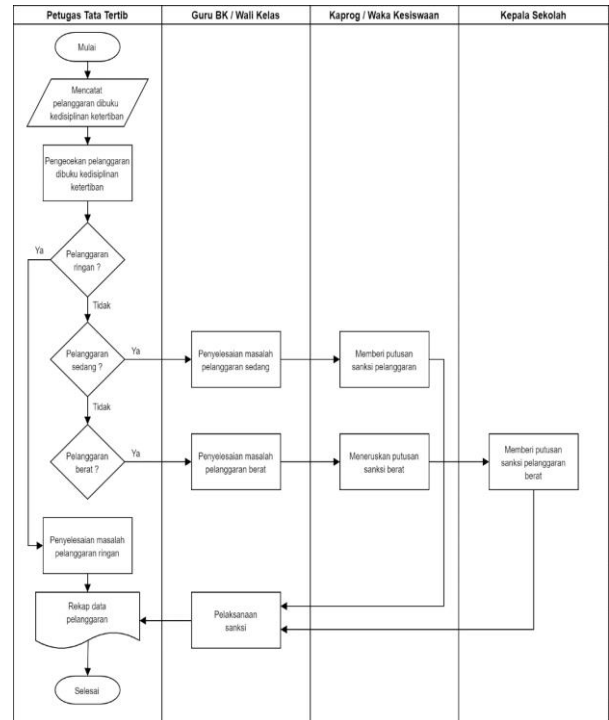 Petugas Tata Tertib
Guru BK / Wali Kelas
Kaprog / Waka Kesiswaan
Kepala Sekolah
Mulai
Mencatat
pelanggaran dibuku
kedisiplinan ketertiban
Pengecekan pelanggaran
dibuku kedisiplinan
ketertiban
Ya
Pelanggaran
ringan ?
Tidak
Pelanggaran
sedang ?
Ya
Penyelesaian masalah
pelanggaran sedang
Memberi putusan
sanksi pelanggaran
Tidak
Pelanggaran
berat ?
Ya
Penyelesaian masalah
pelanggaran berat
Meneruskan putusan
sanksi berat
Memberi putusan
sanksi pelanggaran
berat
Penyelesaian masalah
pelanggaran ringan
Rekap data
pelanggaran
Pelaksanaan
sanksi
Selesai